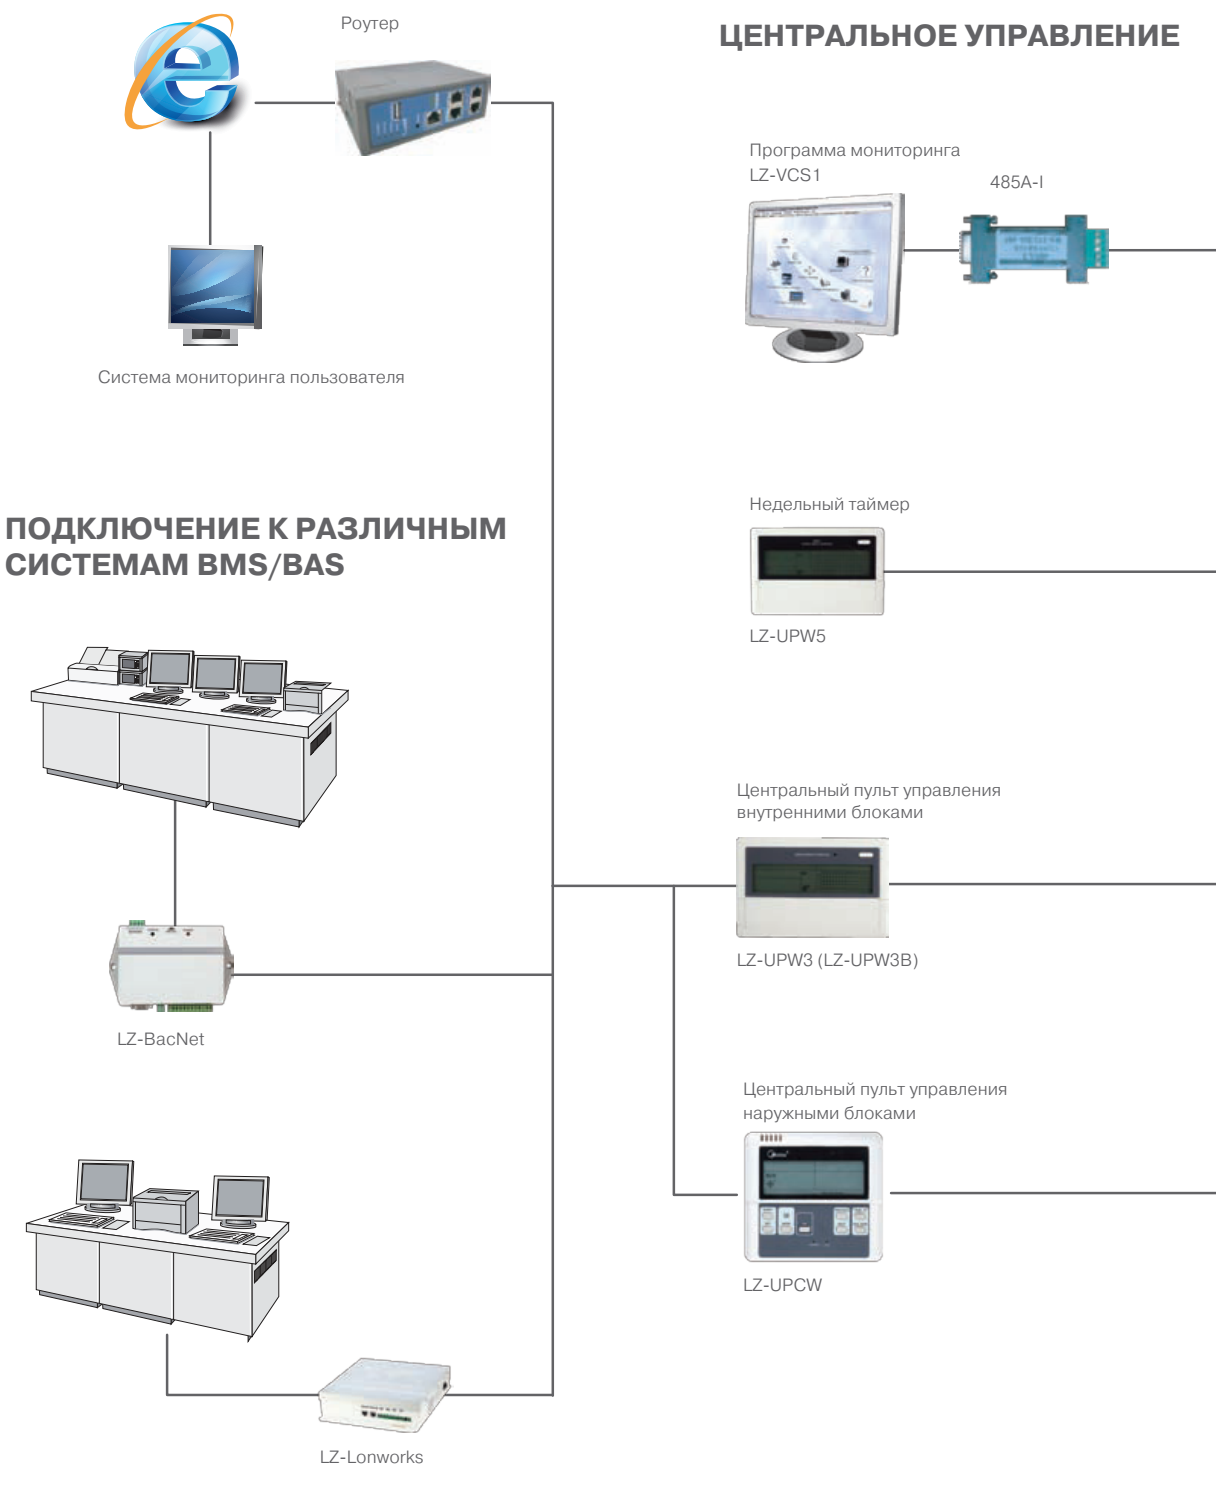 Роутер
ЦЕНТРАЛЬНОЕ УПРАВЛЕНИЕ
Программа мониторинга
LZ-VCS1
485A-I
Система мониторинга пользователя
Недельный таймер
LZ-UPW5
ПОДКЛЮЧЕНИЕ К РАЗЛИЧНЫМ
СИСТЕМАМ BMS/BAS
Центральный пульт управления
внутренними блоками
LZ-UPW3 (LZ-UPW3B)
LZ-BacNet
Центральный пульт управления
наружными блоками
LZ-UPCW
LZ-Lonworks